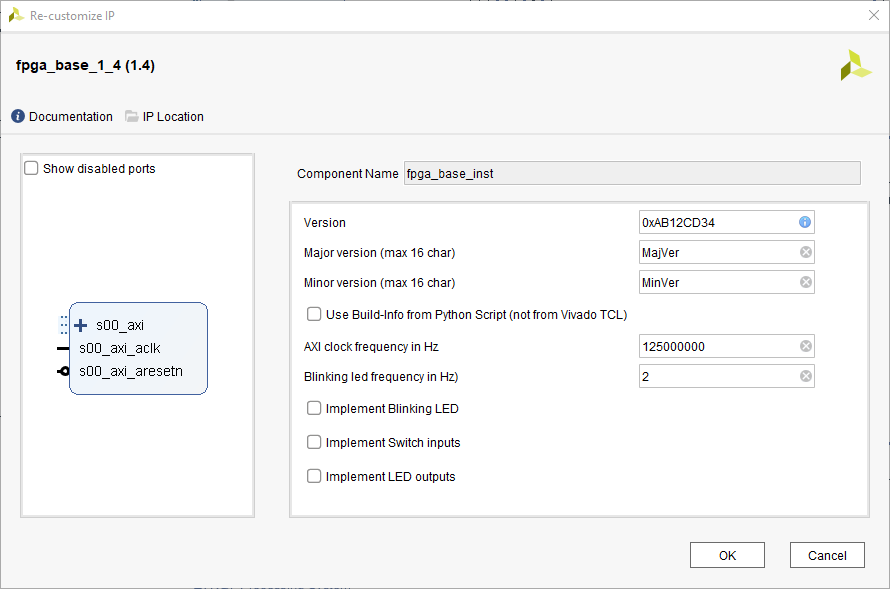 Re-customize IP
fpga_base_1_4 (1.4)
Documentation IP Location
Show disabled ports
s00_axi
s00_axi_aclk
s00_axi_aresetn
Component Name fpga_base_inst
Version 0xAB12CD34
Major version (max 16 char) MajVer
Minor version (max 16 char) MinVer
Use Build-Info from Python Script (not from Vivado TCL)
AXI clock frequency in Hz 125000000
Blinking led frequency in Hz) 2
Implement Blinking LED
Implement Switch inputs
Implement LED outputs
OK Cancel